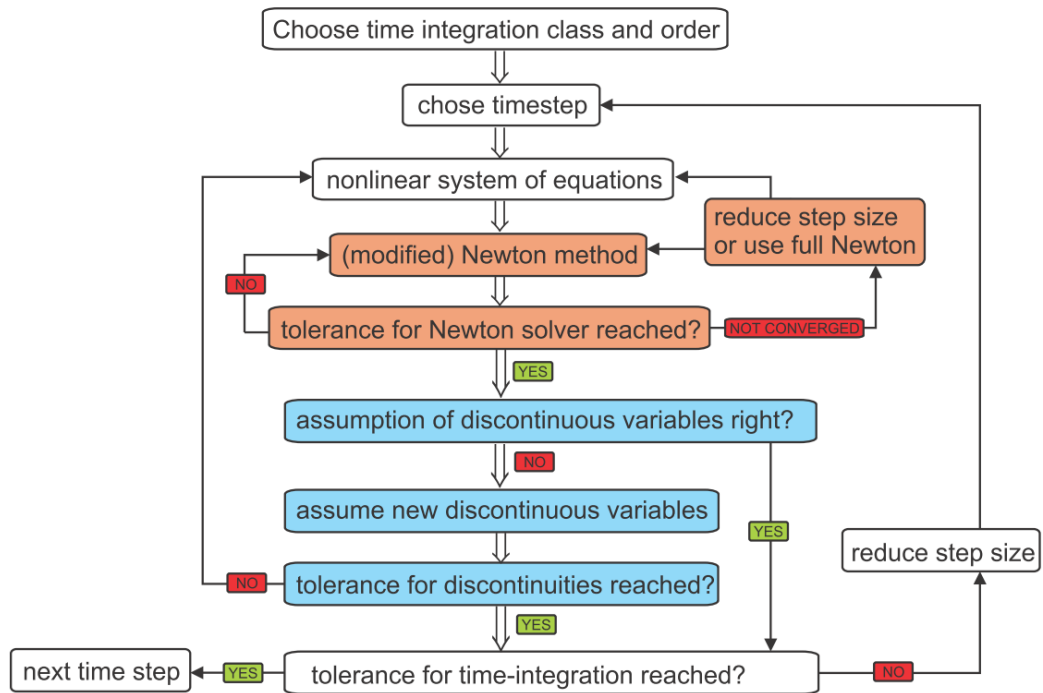 Choose time integration class and order
chose timestep
nonlinear system of equations
reduce step size
or use full Newton
(modified) Newton method
NO
tolerance for Newton solver reached?
NOT CONVERGED
YES
assumption of discontinuous variables right?
NO
assume new discontinuous variables
YES
reduce step size
NO
tolerance for discontinuities reached?
YES
next time step
YES
tolerance for time-integration reached?
NO